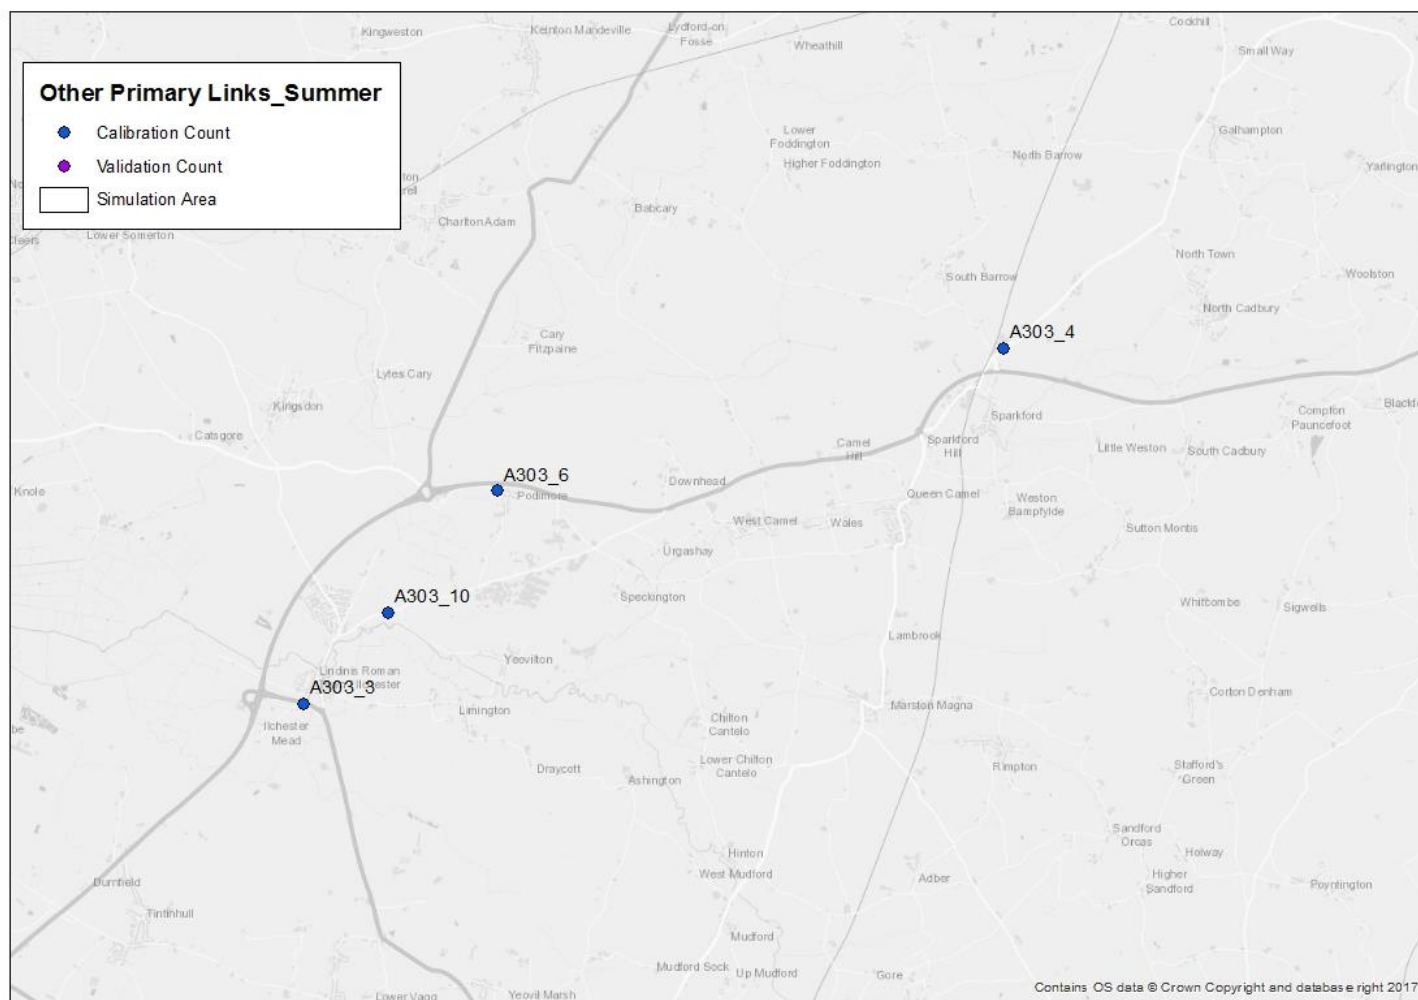 Kingweston
Keinton Mandeville
Lydford-on
Fosse
Wheathill
Cockhill
Small Way
Other Primary Links_Summer
Calibration Count
Validation Count
Simulation Area
Lower Somerton
Charlton Adam
Babcary
Lower
Foddington
Higher Foddington
North Barrow
Galhampton
Yarlington
South Barrow
North Town
Woolston
North Cadbury
A303_4
Cary
Fitzpaine
Lytes Cary
Kingsdon
Catsgore
Knole
Sparkford
Compton
Pauncefoot
Camel
Hill
Sparkford
Hill
Little Weston
South Cadbury
A303_6
Podimore
Downhead
Queen Camel
Weston
Bampfylde
West Camel
Wales
Sutton Montis
Urgashay
A303_10
Speckington
Whitcombe
Sigwells
Lambrook
Yeovilton
Lindinis Roman
A303_3
Limington
Ilchester
Mead
Corton Denham
Marston Magna
Chilton
Cantelo
Lower Chilton
Cantelo
Draycott
Ashington
Rimpton
Stafford's
Green
Sandford
Orcas
Holway
Hinton
West Mudford
Adber
Higher
Sandford
Poyntington
Durnfield
Tintinhull
Mudford
Mudford Sock
Up Mudford
Gore
Lower Vagg
Yeovil Marsh
Contains OS data © Crown Copyright and database right 2017